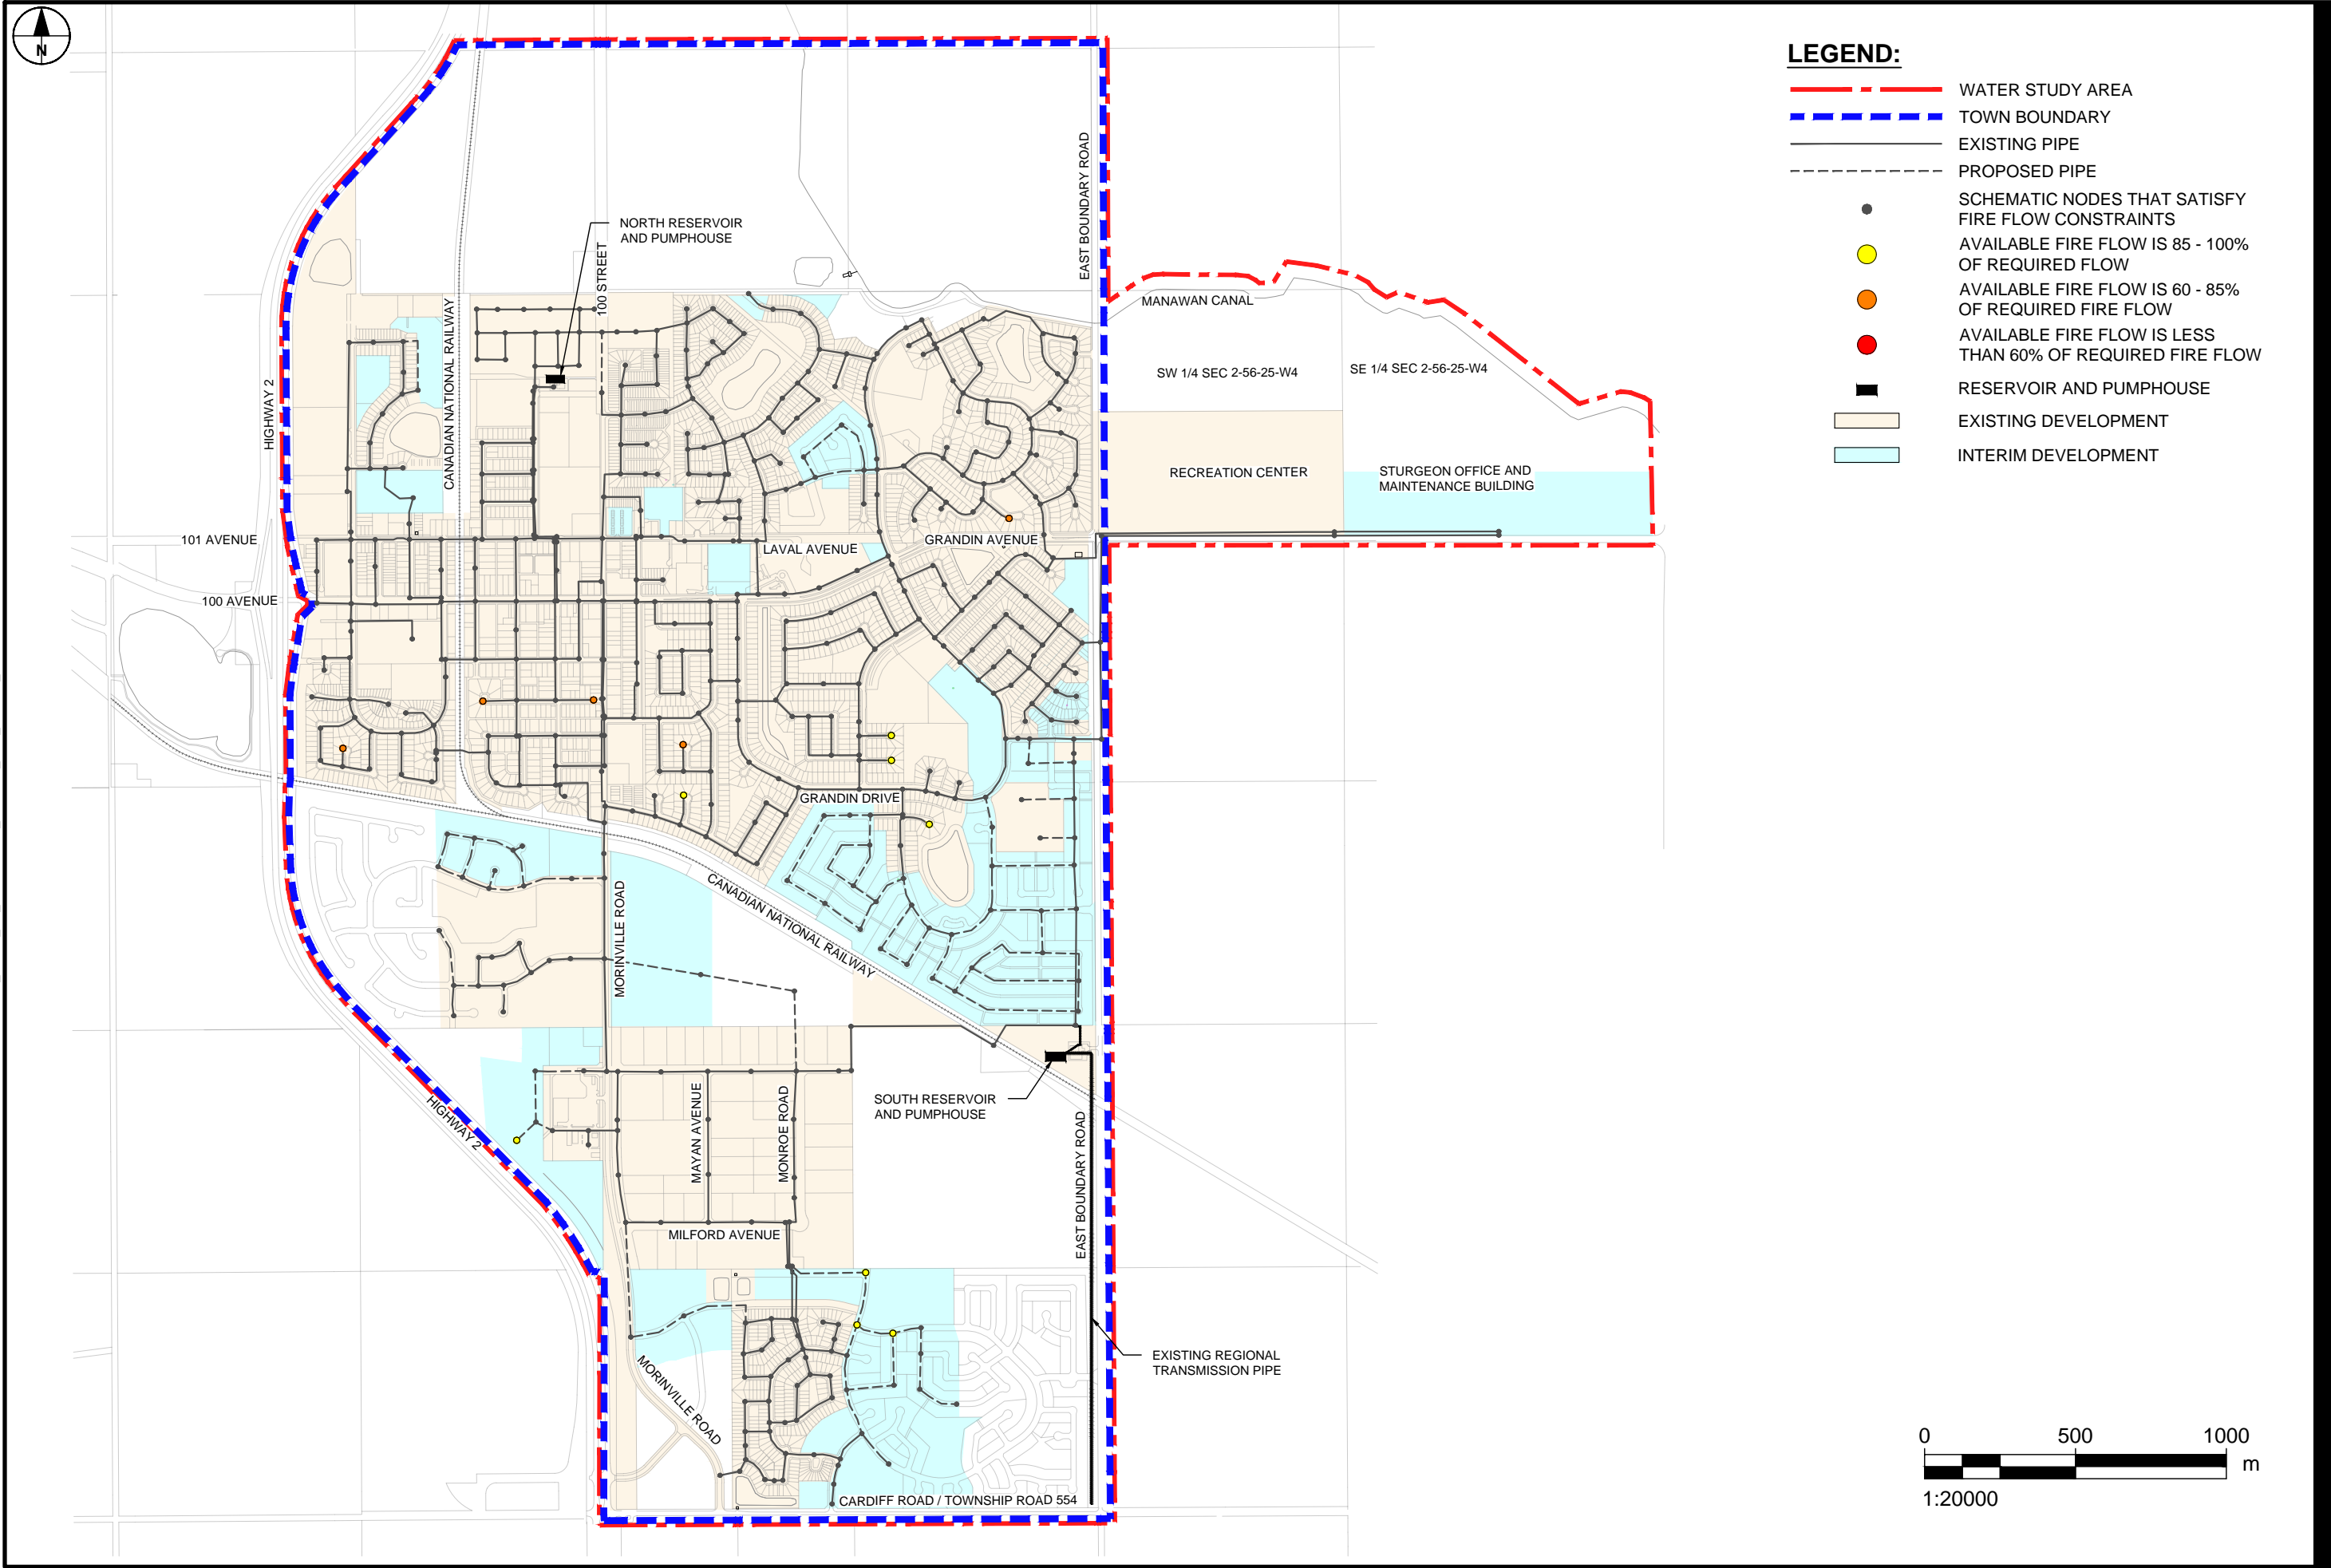 N
LEGEND:
WATER STUDY AREA
TOWN BOUNDARY
EXISTING PIPE
PROPOSED PIPE
SCHEMATIC NODES THAT SATISFY
FIRE FLOW CONSTRAINTS
AVAILABLE FIRE FLOW IS 85 - 100%
OF REQUIRED FLOW
AVAILABLE FIRE FLOW IS 60 - 85%
OF REQUIRED FIRE FLOW
AVAILABLE FIRE FLOW IS LESS
THAN 60% OF REQUIRED FIRE FLOW
RESERVOIR AND PUMPHOUSE
EXISTING DEVELOPMENT
INTERIM DEVELOPMENT
NORTH RESERVOIR
AND PUMPHOUSE
100 STREET
EAST BOUNDARY ROAD
MANAWAN CANAL
CANADIAN NATIONAL RAILWAY
HIGHWAY 2
SW 1/4 SEC 2-56-25-W4
SE 1/4 SEC 2-56-25-W4
RECREATION CENTER
STURGEON OFFICE AND
MAINTENANCE BUILDING
101 AVENUE
LAVAL AVENUE
GRANDIN AVENUE
100 AVENUE
GRANDIN DRIVE
CANADIAN NATIONAL RAILWAY
MORINVILLE ROAD
SOUTH RESERVOIR
AND PUMPHOUSE
HIGHWAY 2
MAYAN AVENUE
MONROE ROAD
EAST BOUNDARY ROAD
MILFORD AVENUE
EXISTING REGIONAL
TRANSMISSION PIPE
MORINVILLE ROAD
CARDIFF ROAD / TOWNSHIP ROAD 554
0 500 1000
m
1:20000